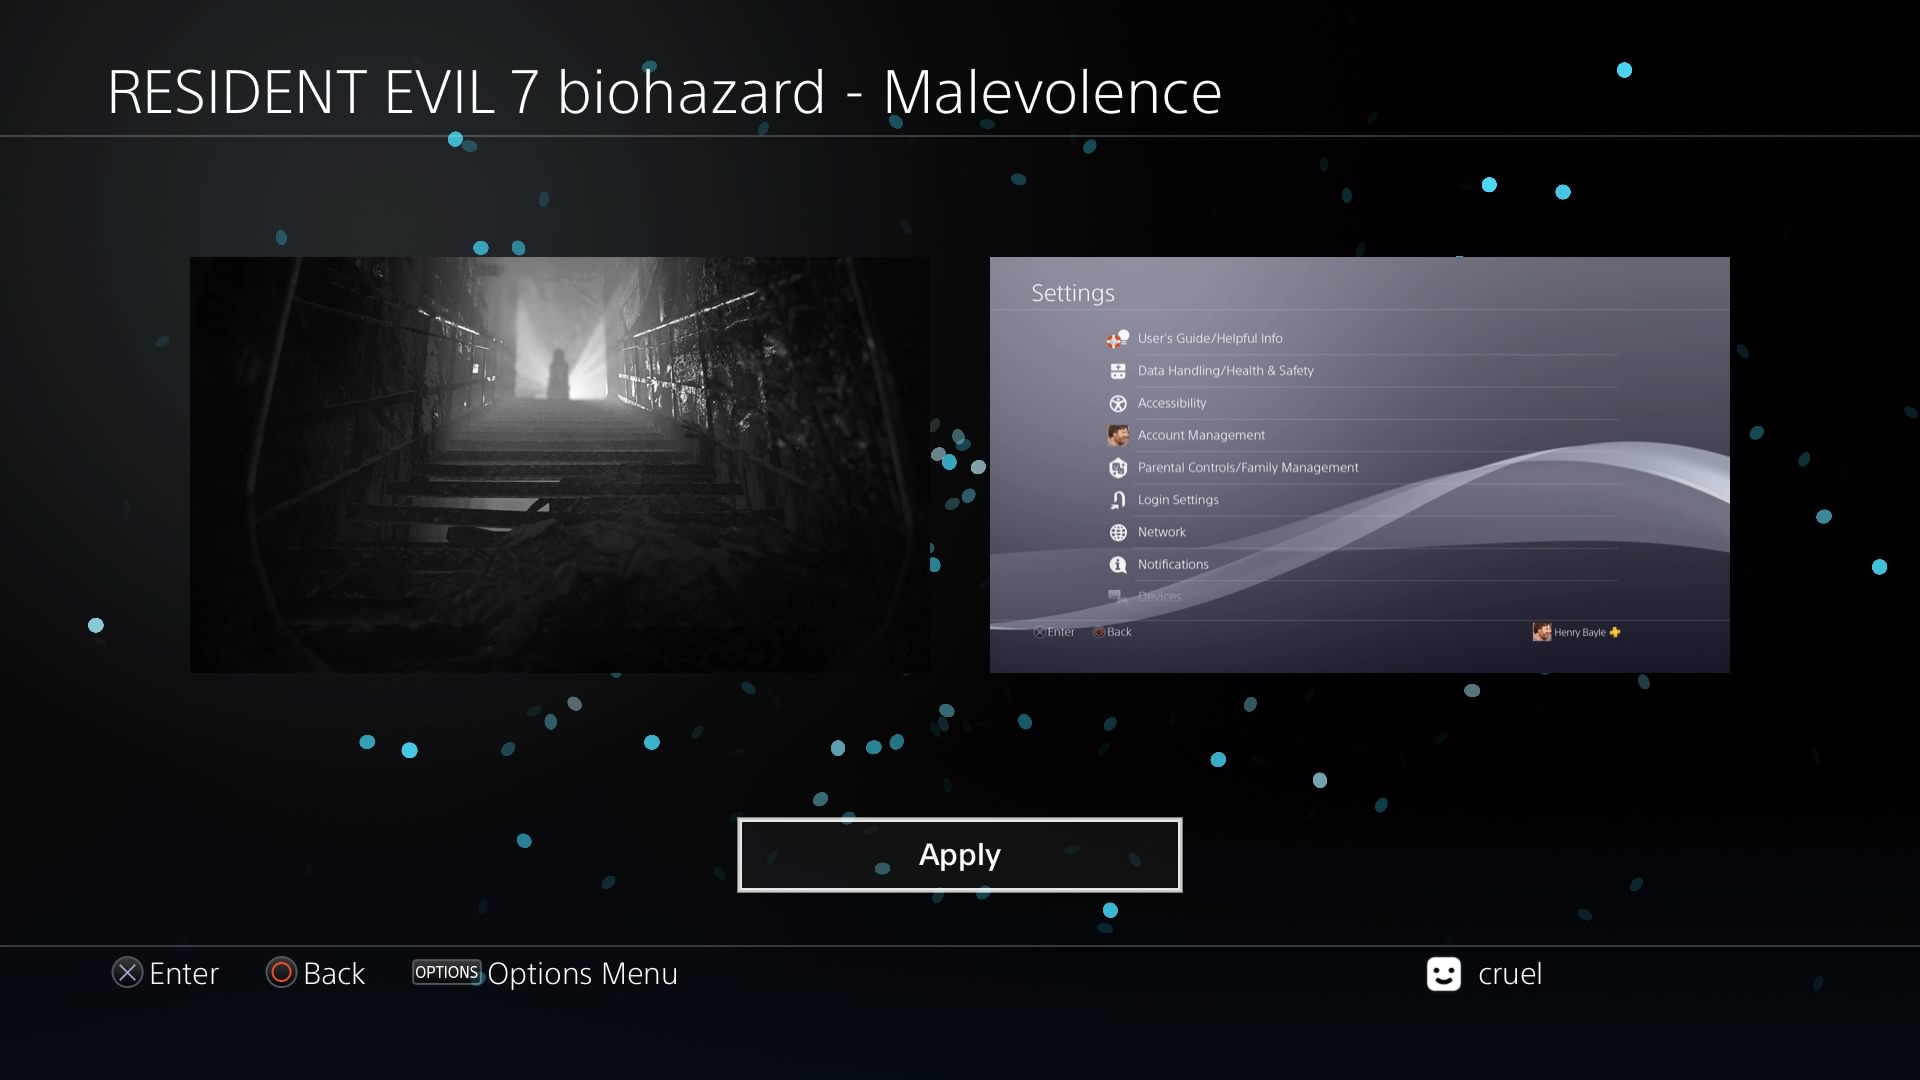 RESIDENT EVIL 7 biohazard - Malevolence
Settings
User's Guide/Helpful Info
Data Handling/Health & Safety
Accessibility
Account Management
Parental Controls/Family Management
Login Settings
Network
Notifications
Devices
Enter Back Henry Bayle
Apply
Enter Back OPTIONS Options Menu cruel